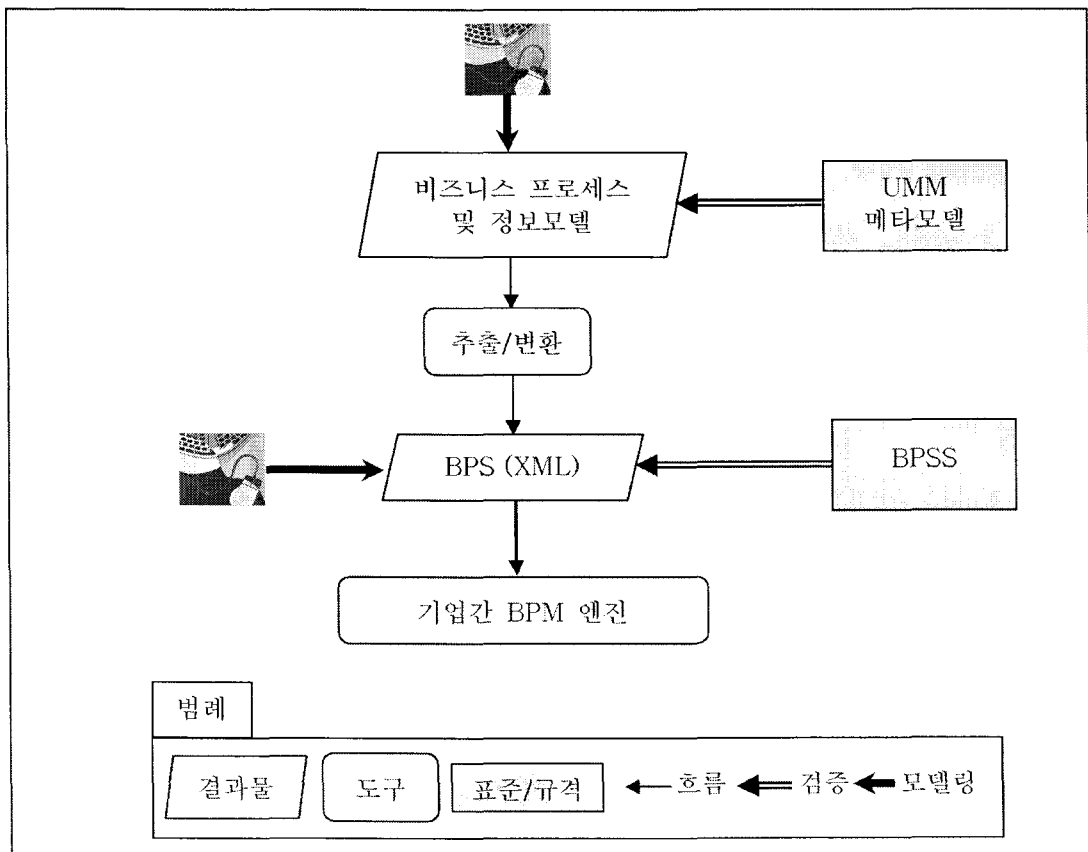 비즈니스 프로세스
및 정보모델
UMM
메타모델
추출/변환
BPS (XML)
BPSS
기업간 BPM 엔진
범례
결과물
도구
표준/규격
흐름
검증
모델링